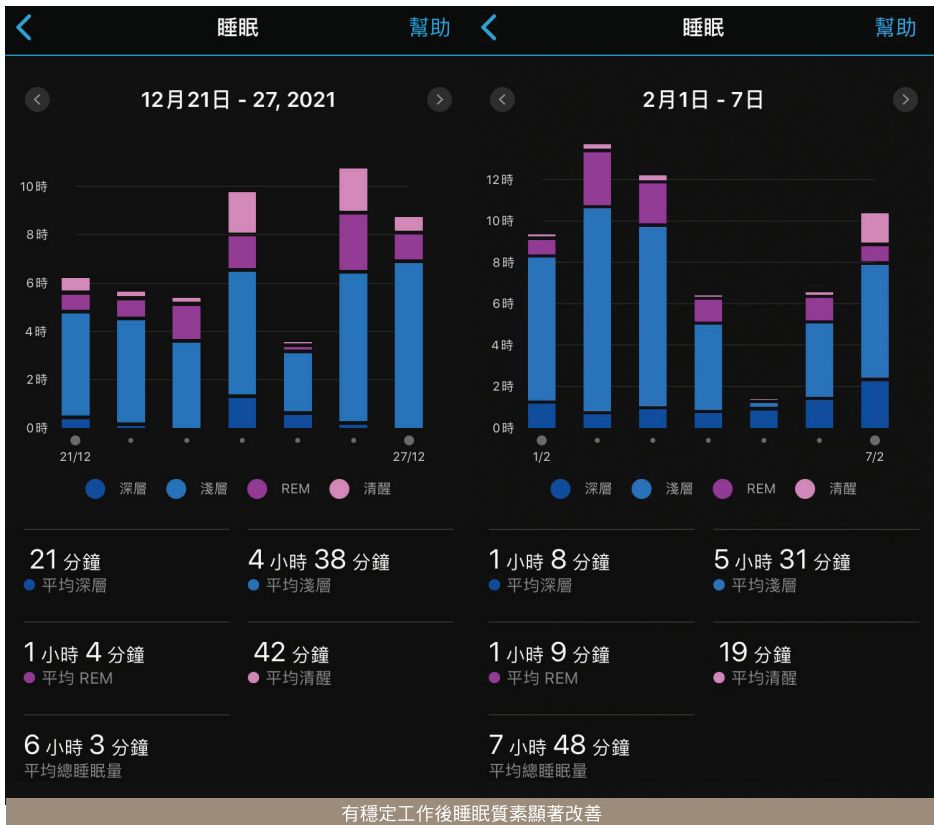 睡眠
幫助
12月21日 - 27, 2021
10時
8時
6時
4時
2時
0時
21/12
27/12
深層
淺層
REM
清醒
21 分鐘
平均深層
4 小時 38 分鐘
平均淺層
1 小時 4 分鐘
平均 REM
42 分鐘
平均清醒
6 小時 3 分鐘
平均總睡眠量
睡眠
幫助
2月1日 - 7日
12時
10時
8時
6時
4時
2時
0時
1/2
7/2
深層
淺層
REM
清醒
1 小時 8 分鐘
平均深層
5 小時 31 分鐘
平均淺層
1 小時 9 分鐘
平均 REM
19 分鐘
平均清醒
7 小時 48 分鐘
平均總睡眠量
有穩定工作後睡眠質素顯著改善